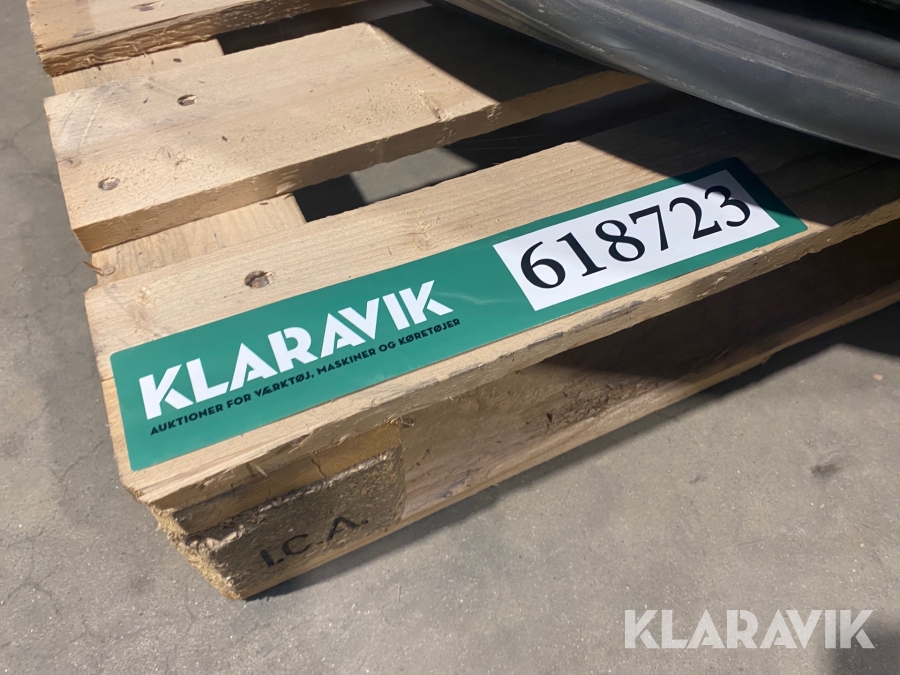 KLARAVIK
AUKTIONER FOR VÆRKTØJ, MASKINER OG KØRETØJER
618723
I.C.A.
KLARAVIK